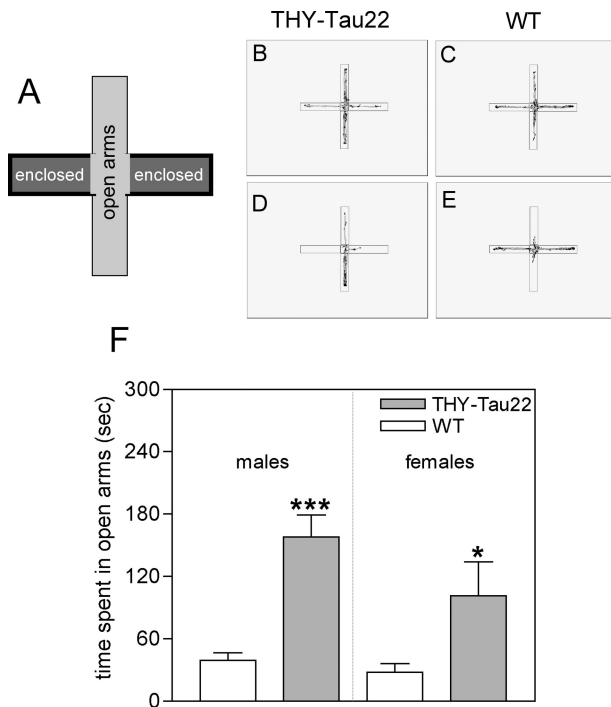 THY-Tau22 WT
A
B
C
enclosed open arms enclosed
D
E
F
time spent in open arms (sec)
300
240
180
120
60
0
THY-Tau22
WT
males females
***
*